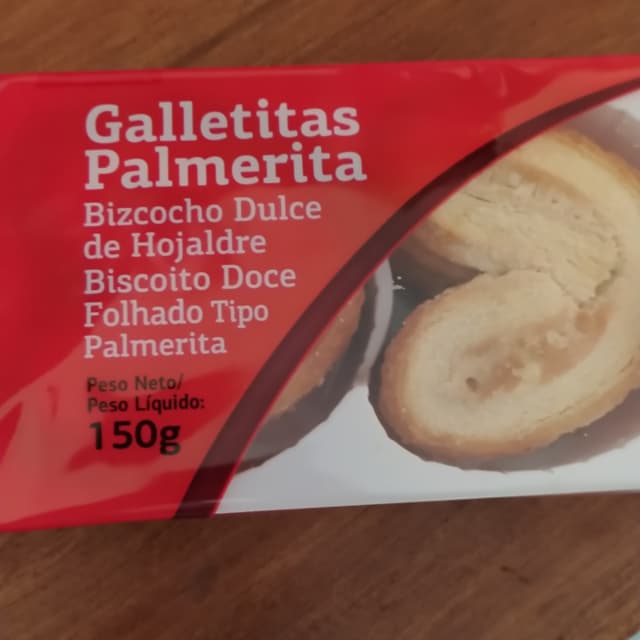 Galletitas
Palmerita
Bizcocho Dulce
de Hojaldre
Biscoito Doce
Folhado Tipo
Palmerita
Peso Neto/
Peso Líquido:
150g